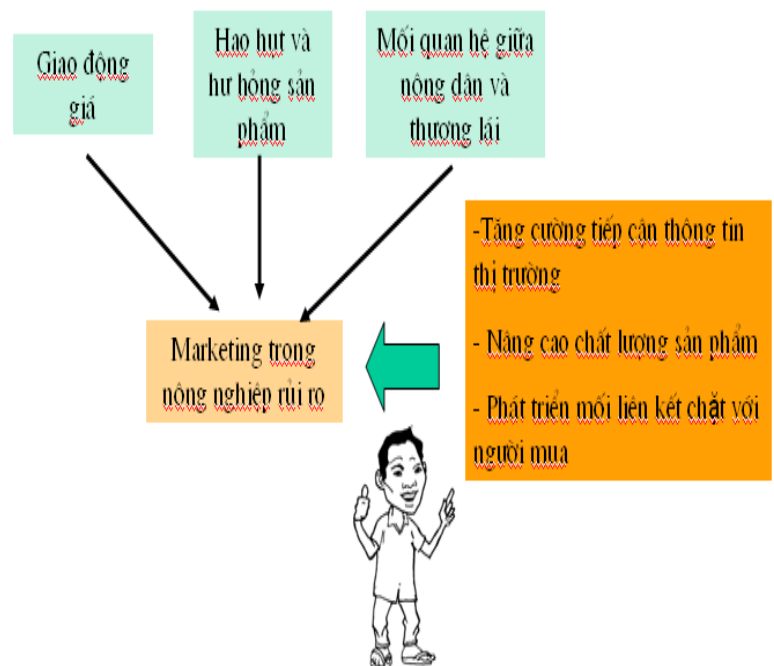 Giao động
giá
Hao hụt và
hư hỏng sản
phẩm
Mối quan hệ giữa
nông dân và
thương lái
-Tăng cường tiếp cận thông tin
thị trường
- Nâng cao chất lượng sản phẩm
- Phát triển mối liên kết chặt với
người mua
Marketing trong
nông nghiệp rủi ro